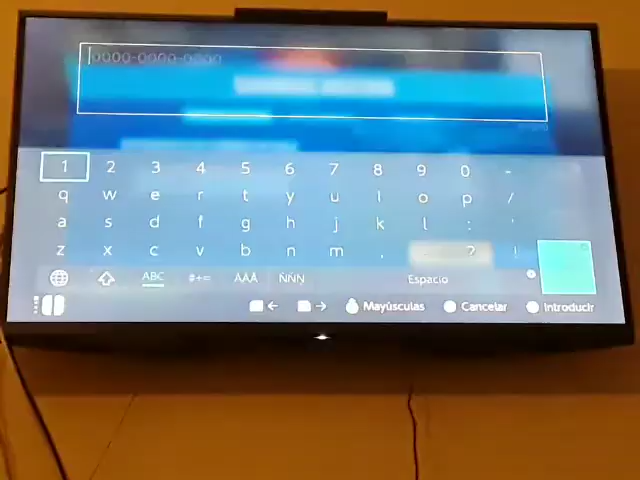 0000-0000-0000
1 2 3 4 5 6 7 8 9 0 -
q w e r t y u i o p /
a s d f g h j k l : '
z x c v b n m , ? !
ABC #+= ÀÄÂ ÑÑÑ Espacio
Mayúsculas Cancelar Introducir